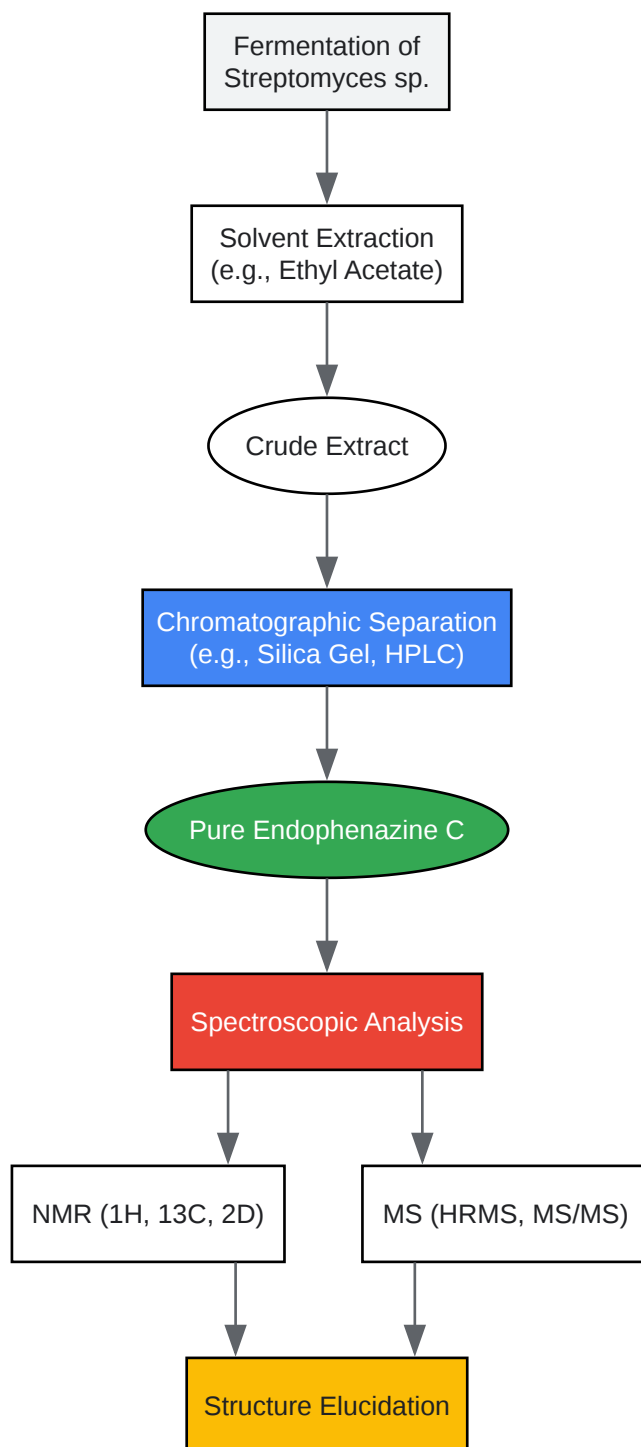 Fermentation of
Streptomyces sp.
Solvent Extraction
(e.g., Ethyl Acetate)
Crude Extract
Chromatographic Separation
(e.g., Silica Gel, HPLC)
Pure Endophenazine C
Spectroscopic Analysis
NMR (1H, 13C, 2D)
MS (HRMS, MS/MS)
Structure Elucidation